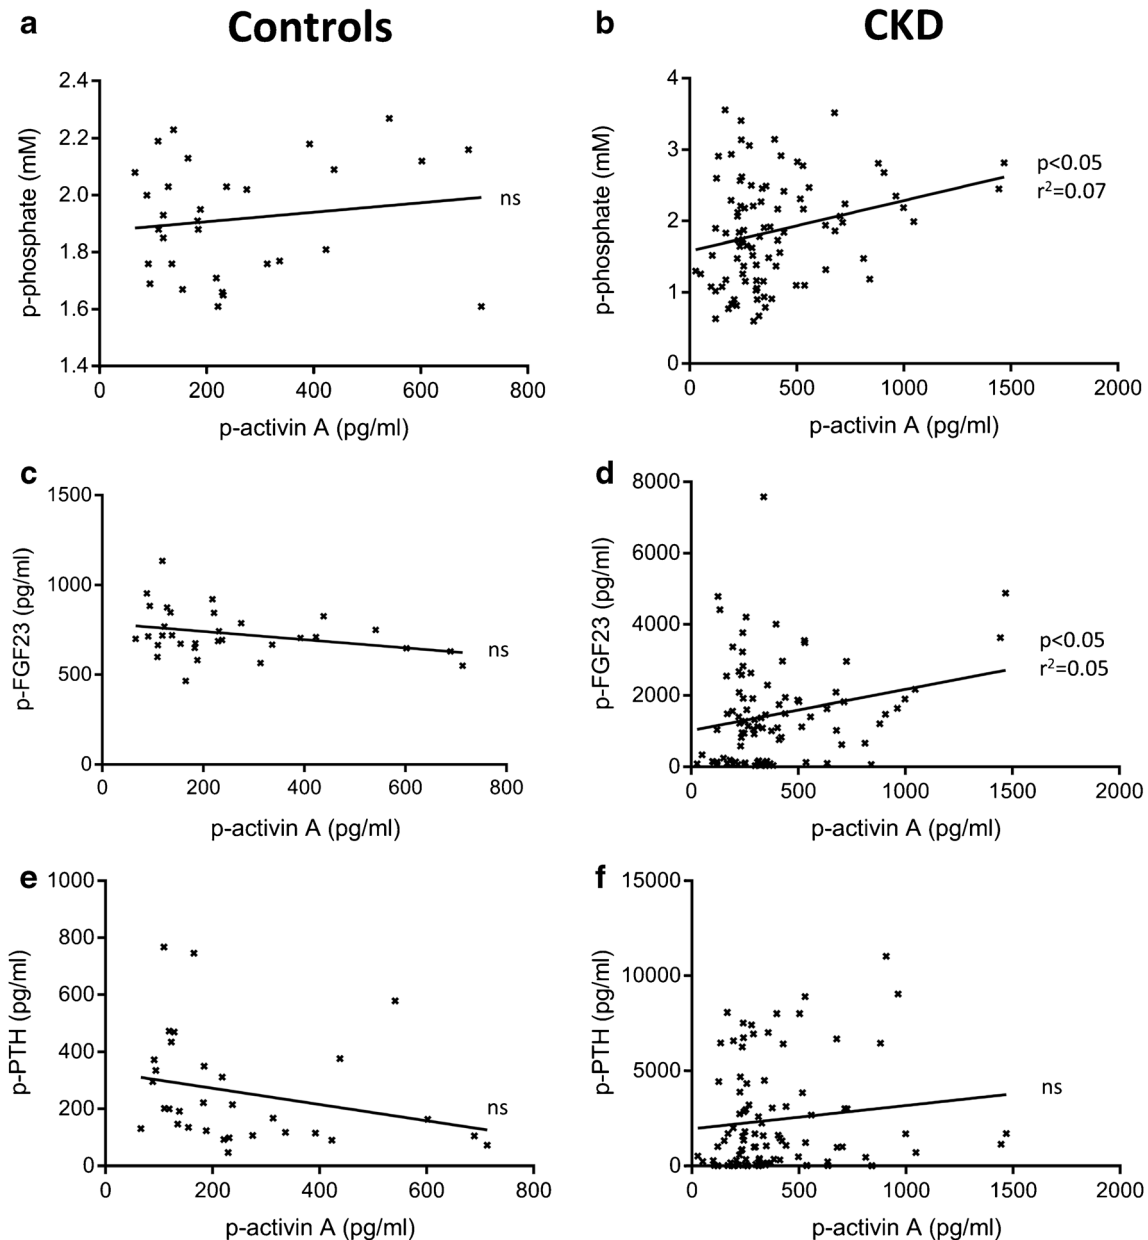 a Controls
b CKD
2.4
2.2
2.0
1.8
1.6
1.4
p-phosphate (mM)
ns
0 200 400 600 800
p-activin A (pg/ml)
4
3
2
1
0
p-phosphate (mM)
p<0.05
r²=0.07
0 500 1000 1500 2000
p-activin A (pg/ml)
c
1500
1000
500
0
p-FGF23 (pg/ml)
ns
0 200 400 600 800
p-activin A (pg/ml)
d
8000
6000
4000
2000
0
p-FGF23 (pg/ml)
p<0.05
r²=0.05
0 500 1000 1500 2000
p-activin A (pg/ml)
e
1000
800
600
400
200
0
p-PTH (pg/ml)
ns
0 200 400 600 800
p-activin A (pg/ml)
f
15000
10000
5000
0
p-PTH (pg/ml)
ns
0 500 1000 1500 2000
p-activin A (pg/ml)